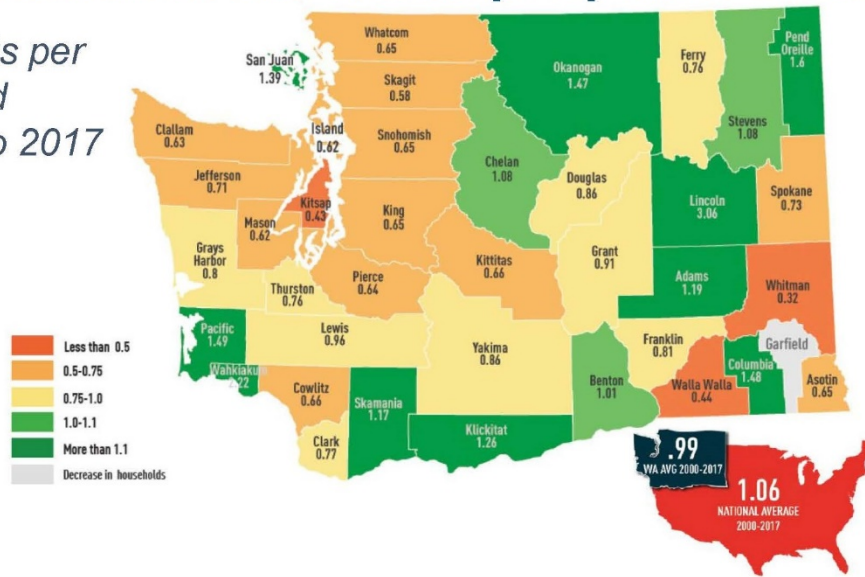 s per
2017
Whatcom
0.65
San Juan
1.39
Skagit
0.58
Okanogan
1.47
Ferry
0.76
Pend
Oreille
1.6
Stevens
1.08
Clallam
0.63
Island
0.62
Snohomish
0.65
Chelan
1.08
Jefferson
0.71
Kitsap
0.43
Douglas
0.86
Lincoln
3.06
Spokane
0.73
Mason
0.62
King
0.65
Grays
Harbor
0.8
Kittitas
0.66
Grant
0.91
Pierce
0.64
Thurston
0.76
Adams
1.19
Whitman
0.32
Pacific
1.49
Lewis
0.96
Yakima
0.86
Franklin
0.81
Garfield
Wahkiakum
2.22
Columbia
1.48
Benton
1.01
Walla Walla
0.44
Asotin
0.65
Cowlitz
0.66
Skamania
1.17
Klickitat
1.26
Clark
0.77
Less than 0.5
0.5-0.75
0.75-1.0
1.0-1.1
More than 1.1
Decrease in households
.99
WA AVG 2000-2017
1.06
NATIONAL AVERAGE
2000-2017